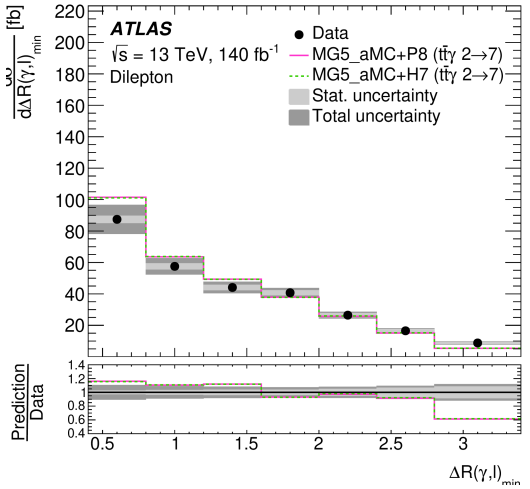 [fb]
dΔR(γ,l)min
220
200
180
160
140
120
100
80
60
40
20
ATLAS
√s = 13 TeV, 140 fb-1
Dilepton
Data
MG5_aMC+P8 (tt̄γ 2→7)
MG5_aMC+H7 (tt̄γ 2→7)
Stat. uncertainty
Total uncertainty
Prediction
Data
1.4
1.2
1
0.8
0.6
0.4
0.5 1 1.5 2 2.5 3
ΔR(γ,l)min